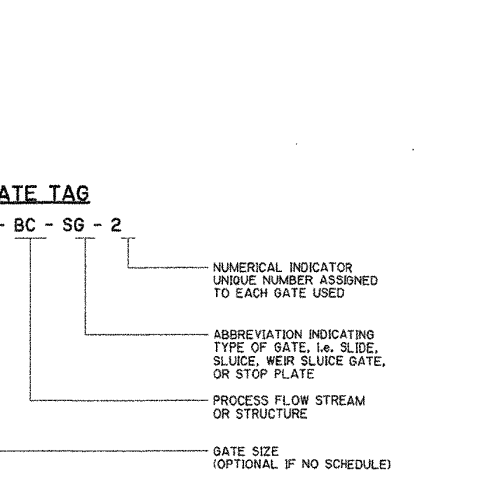 ATE TAG
- BC - SG - 2
NUMERICAL INDICATOR
UNIQUE NUMBER ASSIGNED
TO EACH GATE USED
ABBREVIATION INDICATING
TYPE OF GATE, i.e. SLIDE,
SLUICE, WEIR SLUICE GATE,
OR STOP PLATE
PROCESS FLOW STREAM
OR STRUCTURE
GATE SIZE
(OPTIONAL IF NO SCHEDULE)